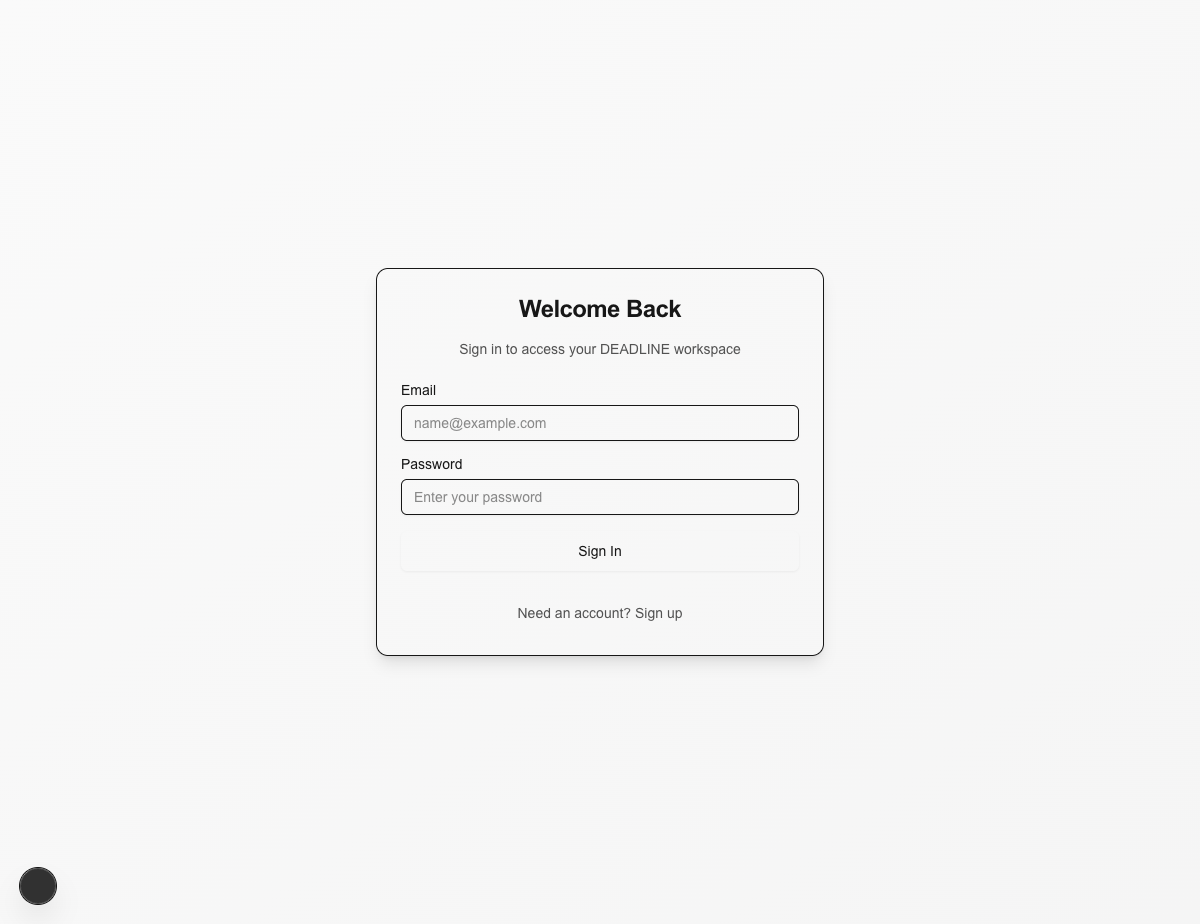 Welcome Back
Sign in to access your DEADLINE workspace
Email
name@example.com
Password
Enter your password
Sign In
Need an account? Sign up